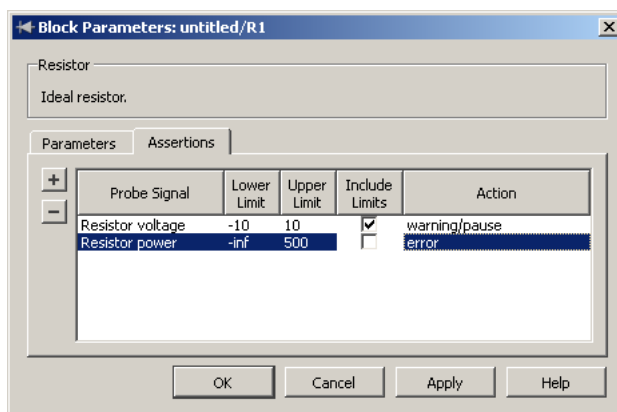 Block Parameters: untitled/R1
Resistor
Ideal resistor.
Parameters Assertions
+
−
Probe Signal Lower Limit Upper Limit Include Limits Action
Resistor voltage -10 10 warning/pause
Resistor power -inf 500 error
OK Cancel Apply Help